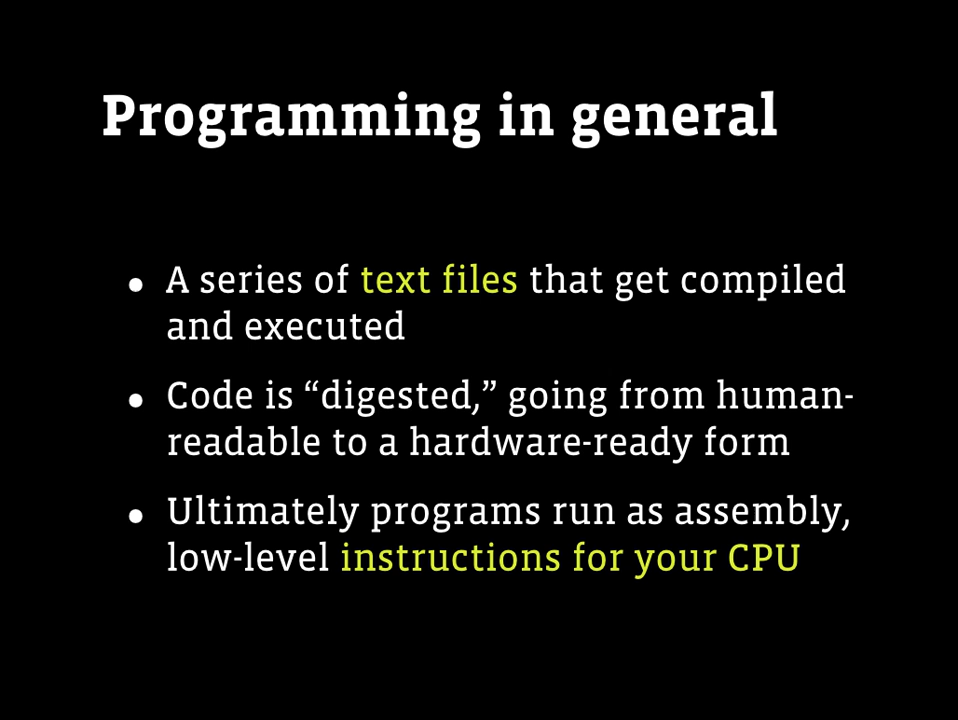 Programming in general
• A series of text files that get compiled
and executed
• Code is “digested,” going from human-
readable to a hardware-ready form
• Ultimately programs run as assembly,
low-level instructions for your CPU